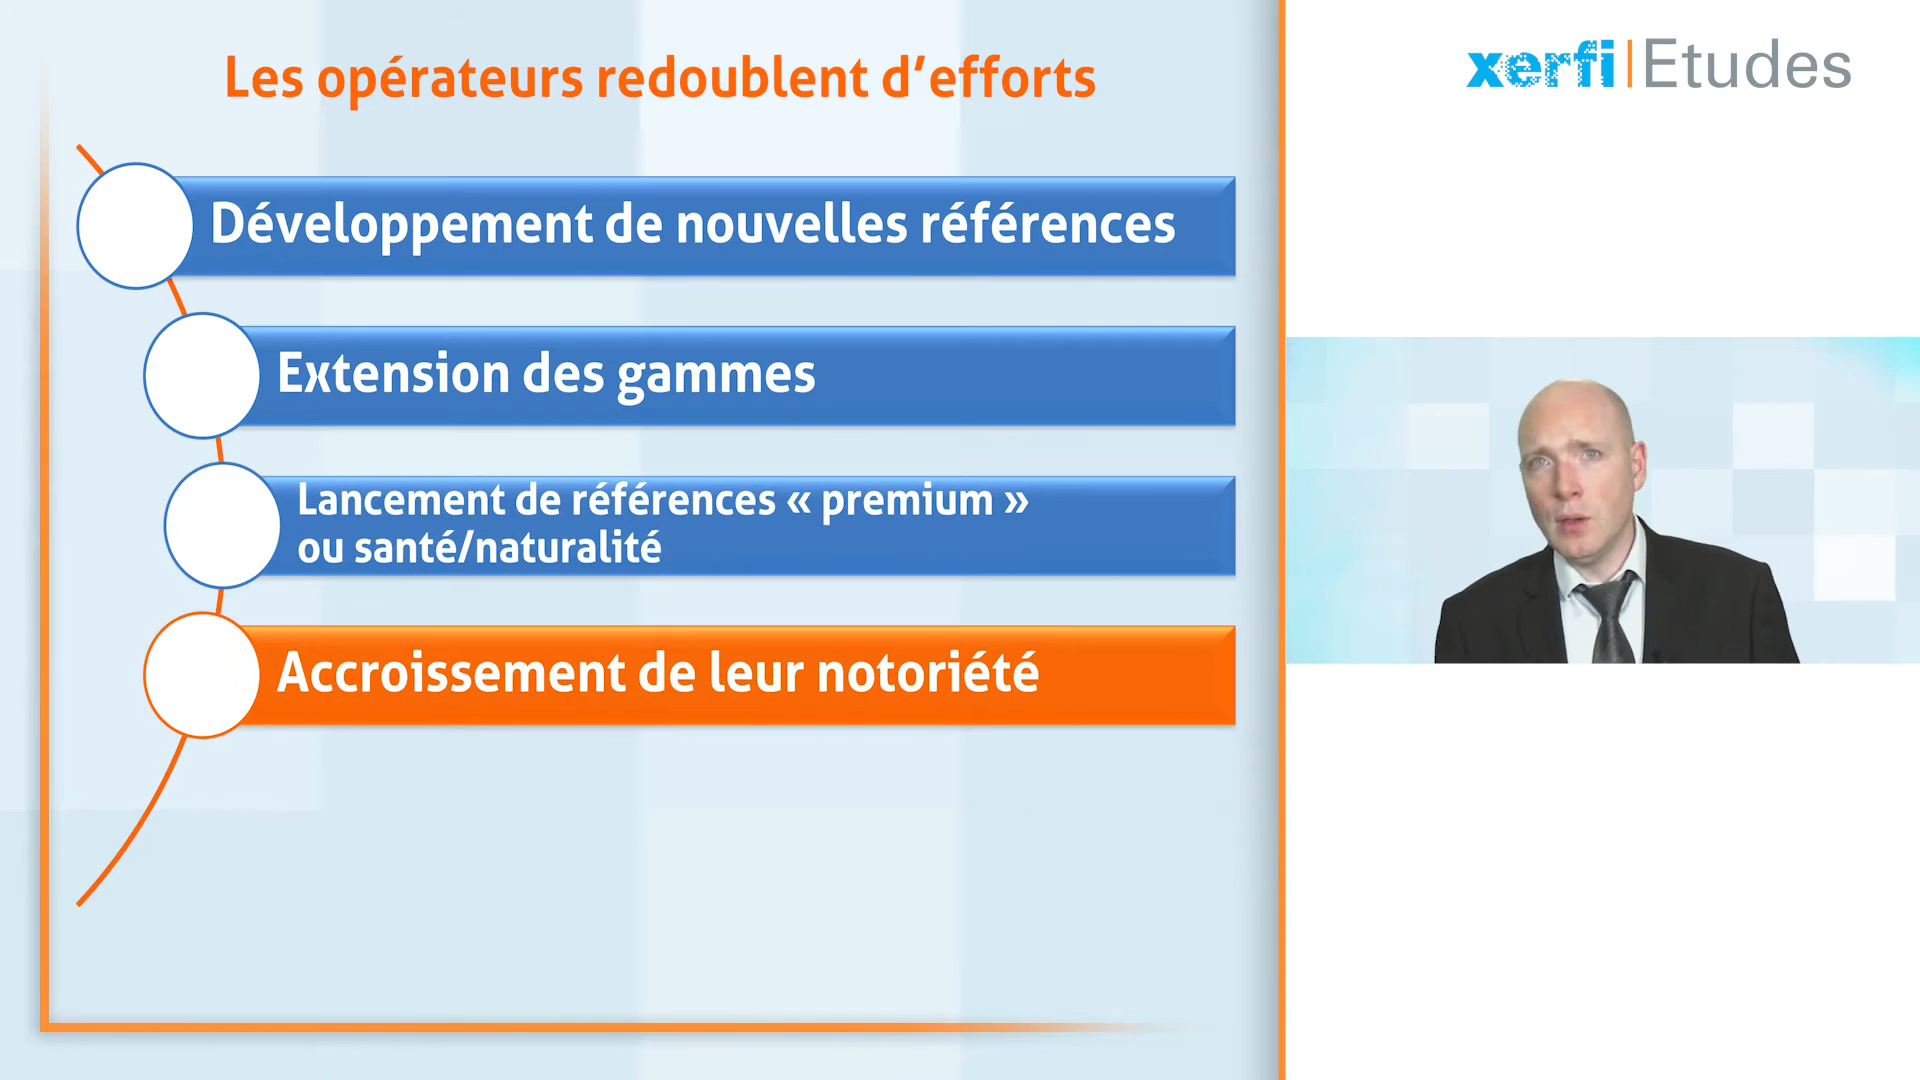 Les opérateurs redoublent d’efforts
xerfi Etudes
Développement de nouvelles références
Extension des gammes
Lancement de références « premium »
ou santé/naturalité
Accroissement de leur notoriété